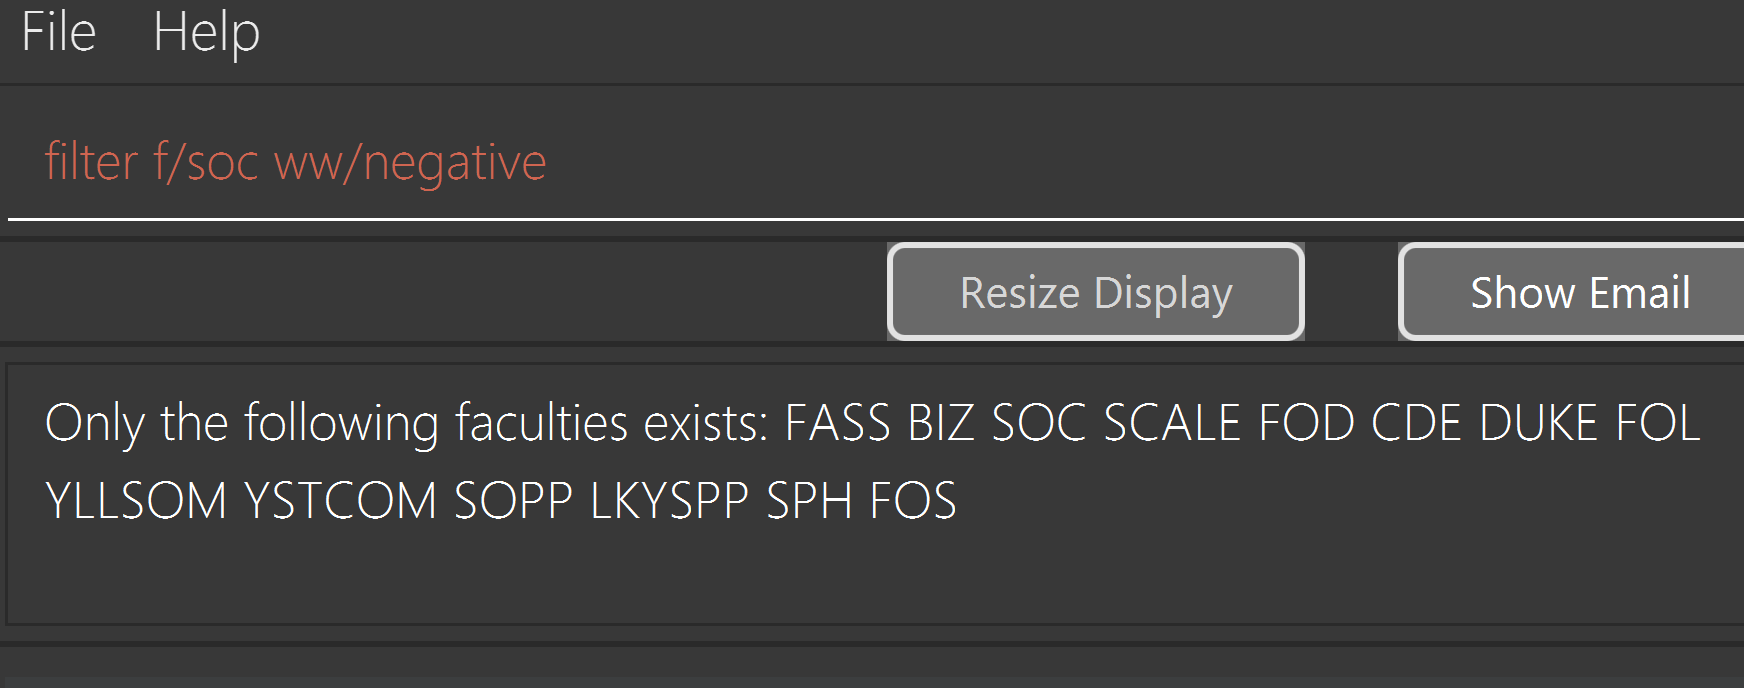 File Help
filter f/soc ww/negative
Resize Display Show Email
Only the following faculties exists: FASS BIZ SOC SCALE FOD CDE DUKE FOL
YLLSOM YSTCOM SOPP LKYSPP SPH FOS